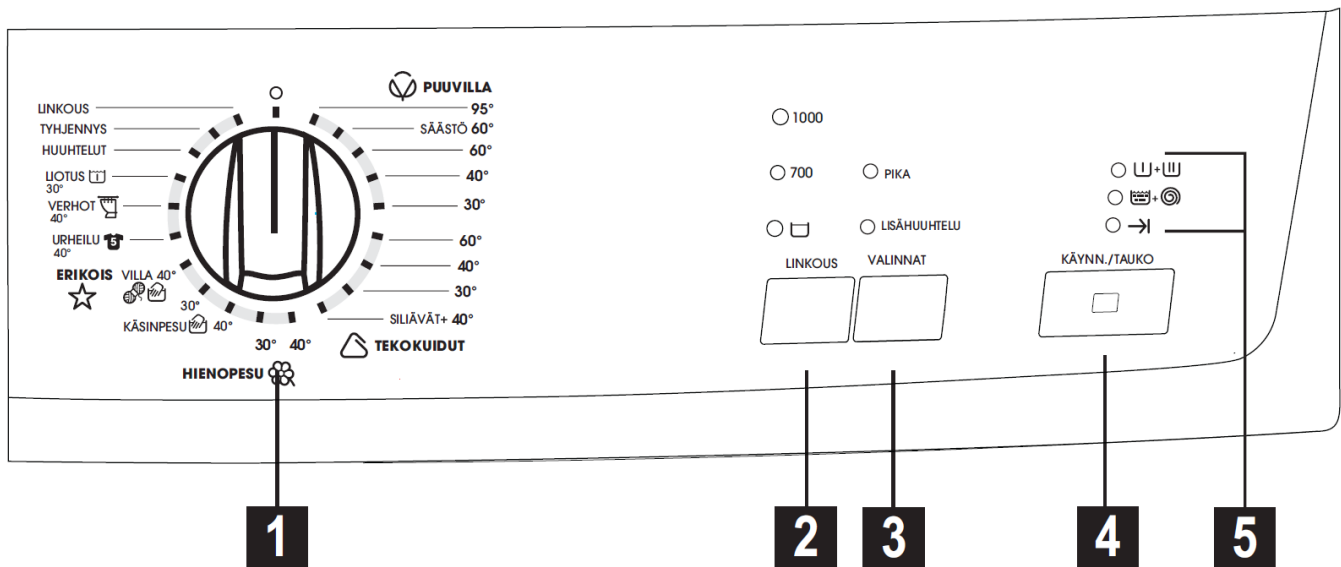 PUUVILLA
LINKOUS
TYHJENNYS
HUUHTELUT
LIOTUS
30°
VERHOT
40°
URHEILU 5
40°
ERIKOIS
VILLA 40°
30°
KÄSINPESU 40°
30° 40°
HIENOPESU
95°
SÄÄSTÖ 60°
60°
40°
30°
60°
40°
30°
SILIÄVÄT+ 40°
TEKOKUIDUT
1000
700
LINKOUS
PIKA
LISÄHUUHTELU
VALINNAT
KÄYNN./TAUKO
1
2
3
4
5